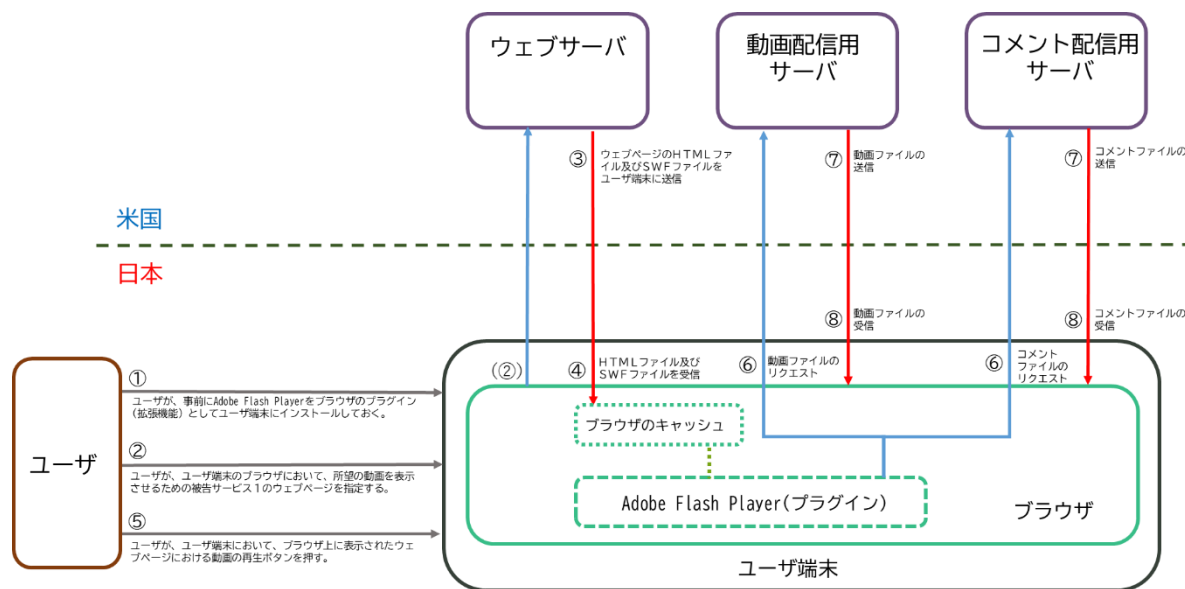 ウェブサーバ
動画配信用
サーバ
コメント配信用
サーバ
③
ウェブページのＨＴＭＬファ
イル及びＳＷＦファイルを
ユーザ端末に送信
⑦
動画ファイルの
送信
⑦
コメントファイルの
送信
米国
日本
⑧
動画ファイルの
受信
⑧
コメントファイルの
受信
(②)
④
ＨＴＭＬファイル及び
ＳＷＦファイルを受信
⑥
動画ファイルの
リクエスト
⑥
コメント
ファイルの
リクエスト
ユーザ
①
ユーザが、事前にAdobe Flash Playerをブラウザのプラグイン
（拡張機能）としてユーザ端末にインストールしておく。
②
ユーザが、ユーザ端末のブラウザにおいて、所望の動画を表示
させるための被告サービス１のウェブページを指定する。
⑤
ユーザが、ユーザ端末において、ブラウザ上に表示されたウェ
ブページにおける動画の再生ボタンを押す。
ブラウザのキャッシュ
Adobe Flash Player(プラグイン)
ブラウザ
ユーザ端末